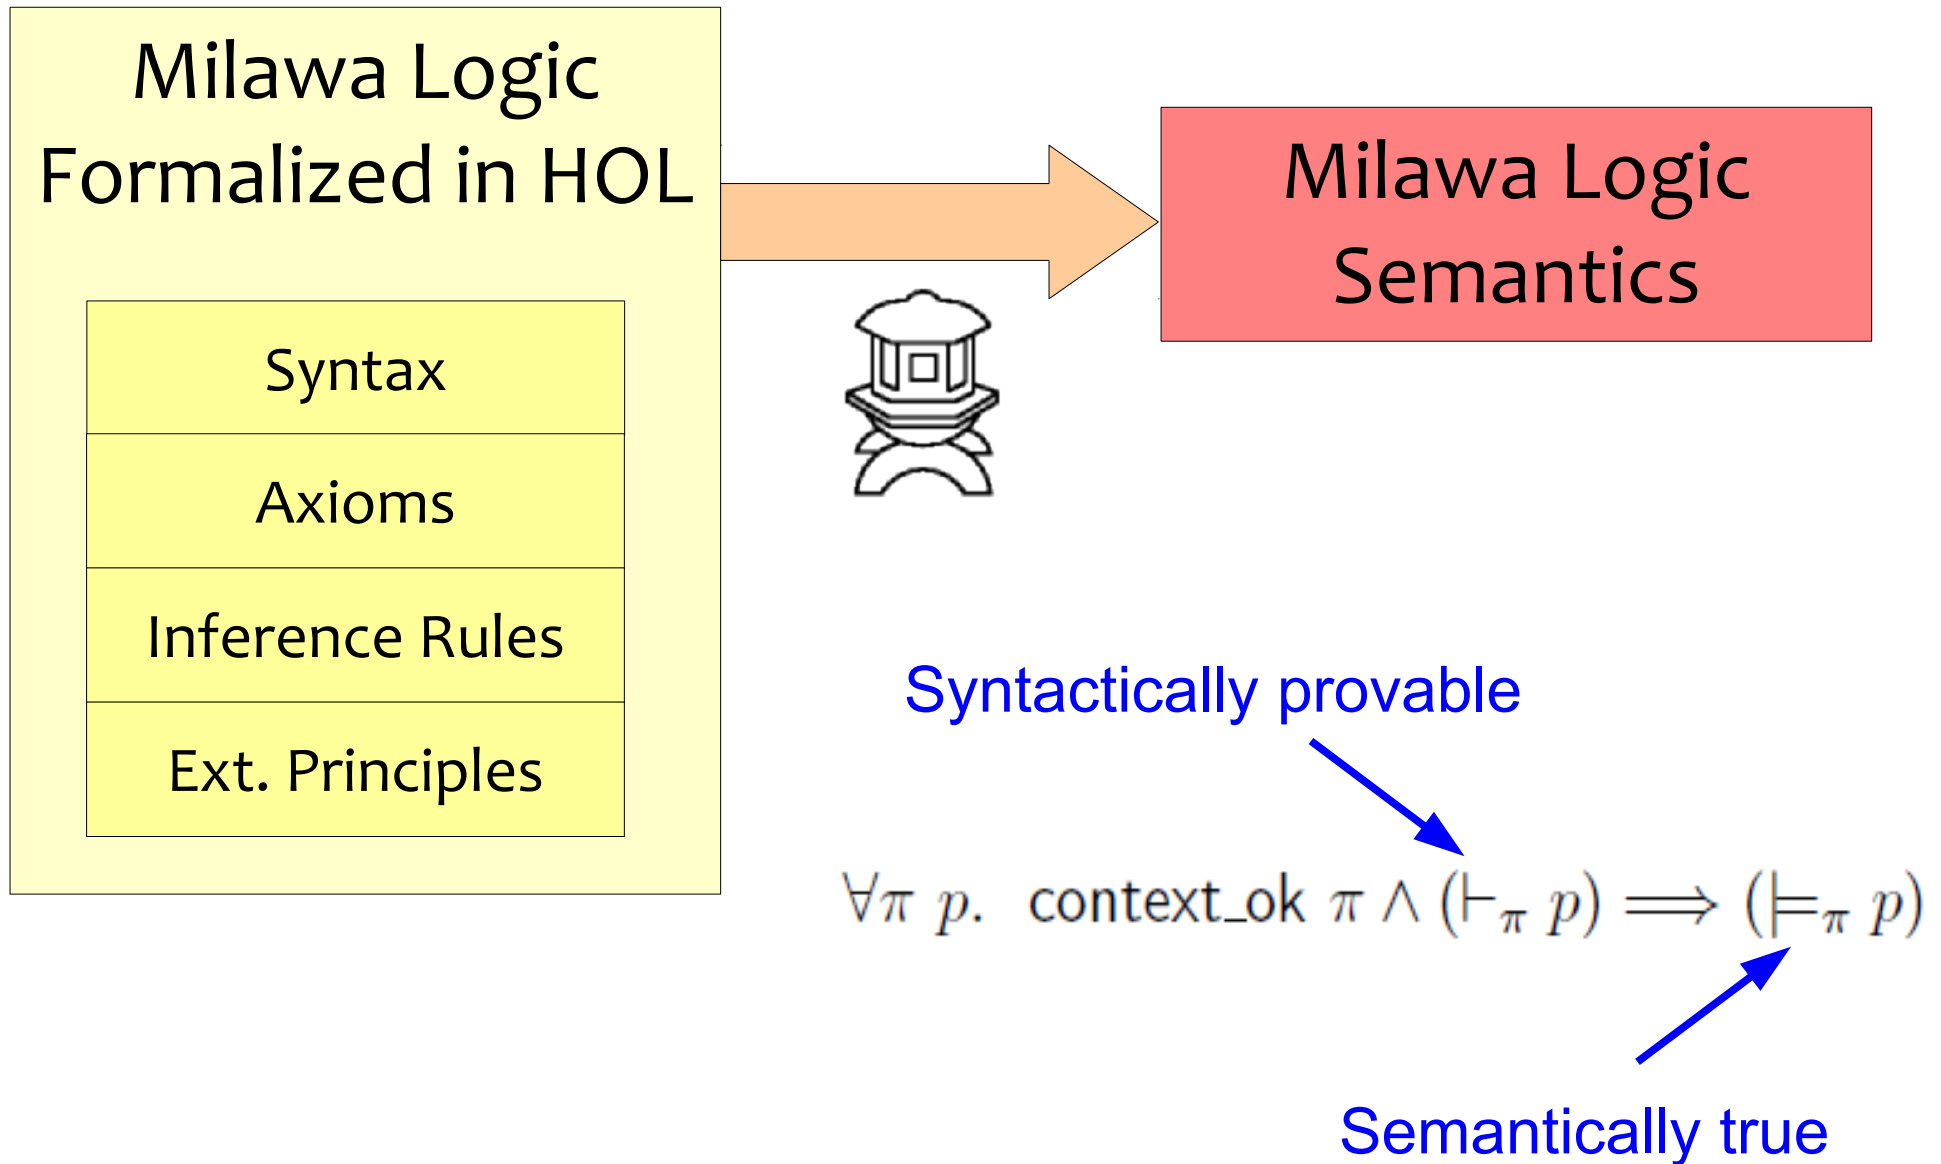 Milawa Logic
Formalized in HOL
Syntax
Axioms
Inference Rules
Ext. Principles
Milawa Logic
Semantics
Syntactically provable
∀π p. context_ok π ∧ (⊢π p) ⟹ (⊨π p)
Semantically true